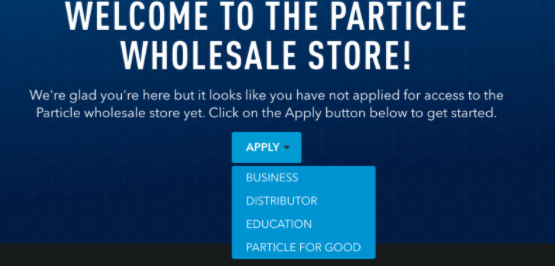 WELCOME TO THE PARTICLE
WHOLESALE STORE!
We're glad you're here but it looks like you have not applied for access to the
Particle wholesale store yet. Click on the Apply button below to get started.
APPLY
BUSINESS
DISTRIBUTOR
EDUCATION
PARTICLE FOR GOOD